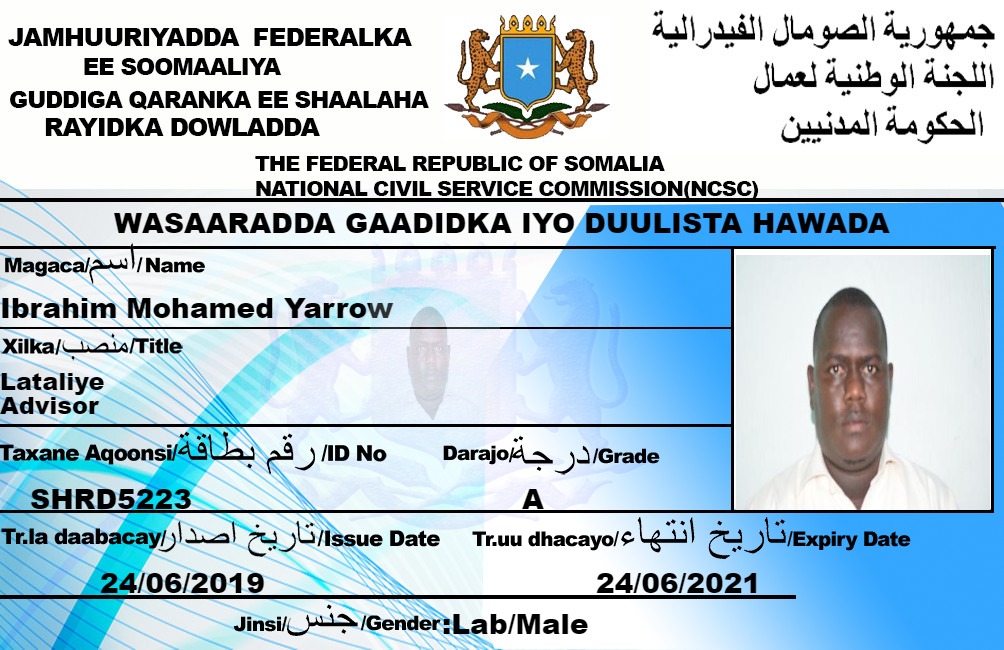 JAMHUURIYADDA FEDERALKA
EE SOOMAALIYA
GUDDIGA QARANKA EE SHAALAHA
RAYIDKA DOWLADDA
جمهورية الصومال الفيدرالية
اللجنة الوطنية لعمال
الحكومة المدنيين
THE FEDERAL REPUBLIC OF SOMALIA
NATIONAL CIVIL SERVICE COMMISSION(NCSC)
WASAARADDA GAADIDKA IYO DUULISTA HAWADA
Magaca/اسم/Name
Ibrahim Mohamed Yarrow
Xilka/منصب/Title
Lataliye
Advisor
Taxane Aqoonsi/رقم بطاقة/ID No
SHRD5223
Darajo/درجة/Grade
A
Tr.la daabacay/تاريخ اصدار/Issue Date
24/06/2019
Tr.uu dhacayo/تاريخ انتهاء/Expiry Date
24/06/2021
Jinsi/جنس/Gender:Lab/Male